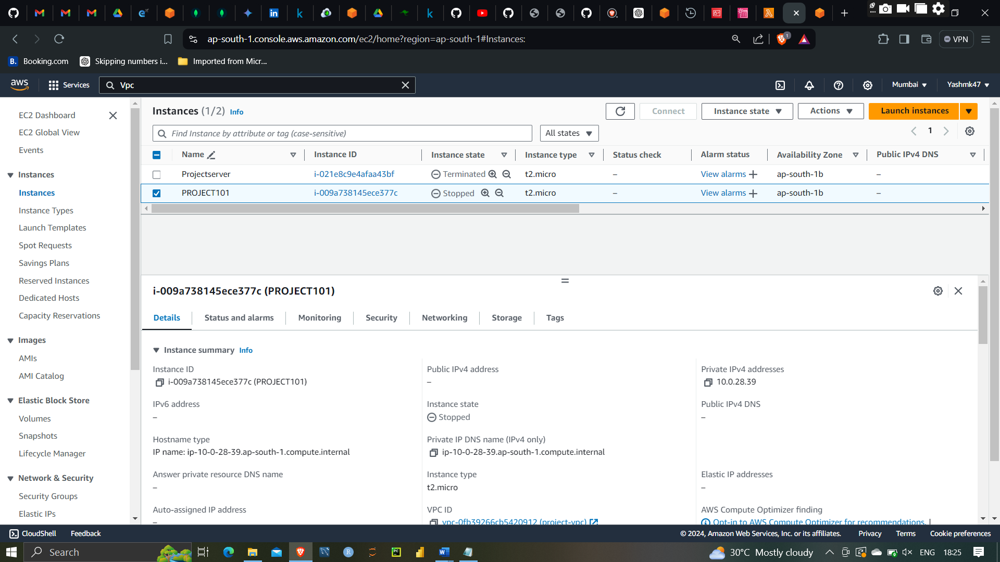 ap-south-1.console.aws.amazon.com/ec2/home?region=ap-south-1#Instances:
1
VPN
B. Booking.com
Skipping numbers i...
Imported from Micr...
aws
Services
Vpc
Mumbai
Yashmk47
EC2 Dashboard
EC2 Global View
Events
Instances
Instances
Instance Types
Launch Templates
Spot Requests
Savings Plans
Reserved Instances
Dedicated Hosts
Capacity Reservations
Images
AMIs
AMI Catalog
Elastic Block Store
Volumes
Snapshots
Lifecycle Manager
Network & Security
Security Groups
Elastic IPs
Instances (1/2) Info
Connect
Instance state
Actions
Launch instances
Find Instance by attribute or tag (case-sensitive)
All states
1
Name Instance ID Instance state Instance type Status check Alarm status Availability Zone Public IPv4 DNS
Projectserver i-021e8c9e4afaa43bf Terminated t2.micro – View alarms + ap-south-1b –
PROJECT101 i-009a738145ece377c Stopped t2.micro – View alarms + ap-south-1b –
i-009a738145ece377c (PROJECT101)
Details Status and alarms Monitoring Security Networking Storage Tags
Instance summary Info
Instance ID
i-009a738145ece377c (PROJECT101)
Public IPv4 address
–
Private IPv4 addresses
10.0.28.39
IPv6 address
–
Instance state
Stopped
Public IPv4 DNS
–
Hostname type
IP name: ip-10-0-28-39.ap-south-1.compute.internal
Private IP DNS name (IPv4 only)
ip-10-0-28-39.ap-south-1.compute.internal
Answer private resource DNS name
–
Instance type
t2.micro
Elastic IP addresses
–
Auto-assigned IP address
–
VPC ID
vpc-0fb39266cb5420912 (project-vpc)
AWS Compute Optimizer finding
Opt-in to AWS Compute Optimizer for recommendations. |
CloudShell
Feedback
© 2024, Amazon Web Services, Inc. or its affiliates.
Privacy
Terms
Cookie preferences
Search
30°C Mostly cloudy
ENG
18:25